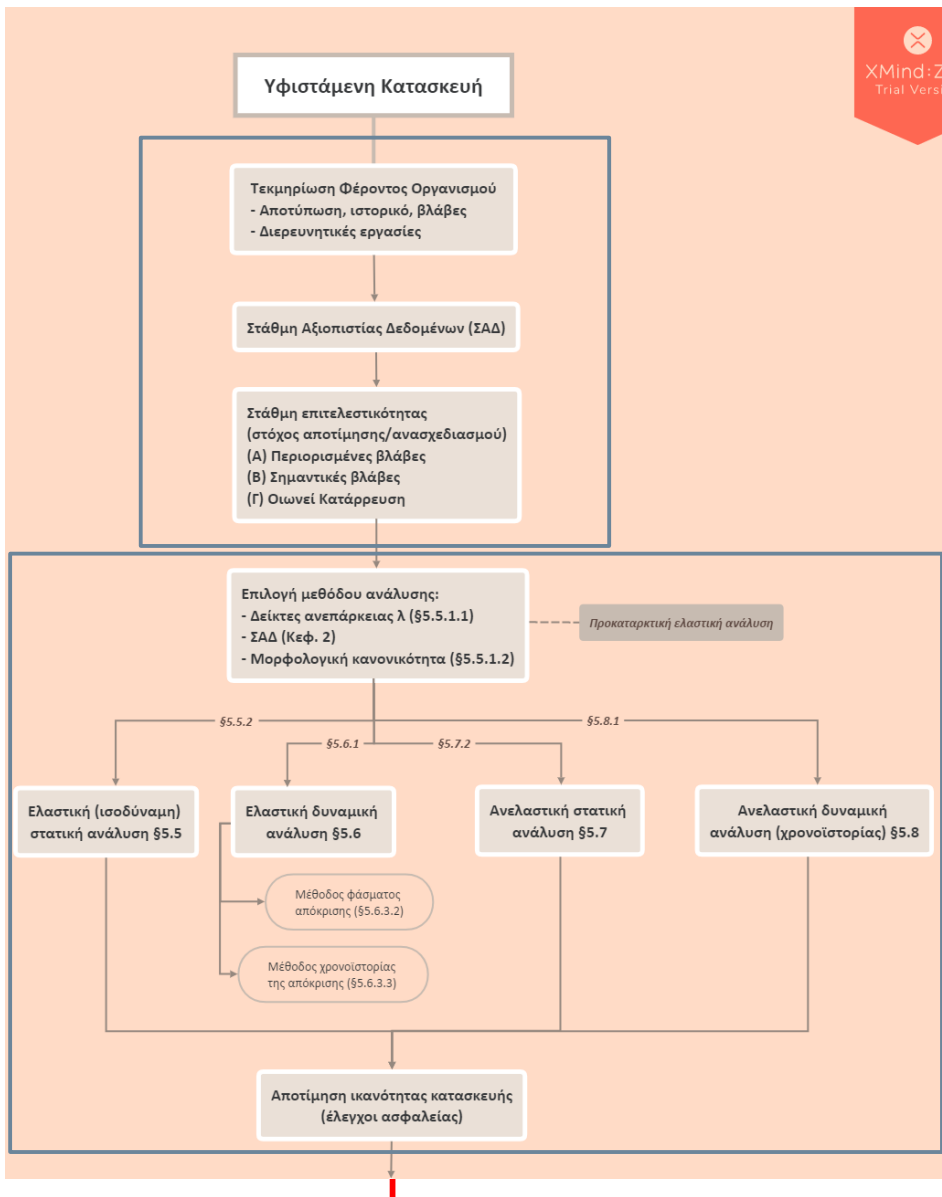 XMind:Z
Trial Versi
Υφιστάμενη Κατασκευή
Τεκμηρίωση Φέροντος Οργανισμού
- Αποτύπωση, ιστορικό, βλάβες
- Διερευνητικές εργασίες
Στάθμη Αξιοπιστίας Δεδομένων (ΣΑΔ)
Στάθμη επιτελεστικότητας
(στόχος αποτίμησης/ανασχεδιασμού)
(Α) Περιορισμένες βλάβες
(Β) Σημαντικές βλάβες
(Γ) Οιωνεί Κατάρρευση
Επιλογή μεθόδου ανάλυσης:
- Δείκτες ανεπάρκειας λ (§5.5.1.1)
- ΣΑΔ (Κεφ. 2)
- Μορφολογική κανονικότητα (§5.5.1.2)
Προκαταρκτική ελαστική ανάλυση
§5.5.2
§5.8.1
§5.6.1
§5.7.2
Ελαστική (ισοδύναμη)
στατική ανάλυση §5.5
Ελαστική δυναμική
ανάλυση §5.6
Ανελαστική στατική
ανάλυση §5.7
Ανελαστική δυναμική
ανάλυση (χρονοϊστορίας) §5.8
Μέθοδος φάσματος
απόκρισης (§5.6.3.2)
Μέθοδος χρονοϊστορίας
της απόκρισης (§5.6.3.3)
Αποτίμηση ικανότητας κατασκευής
(έλεγχοι ασφαλείας)